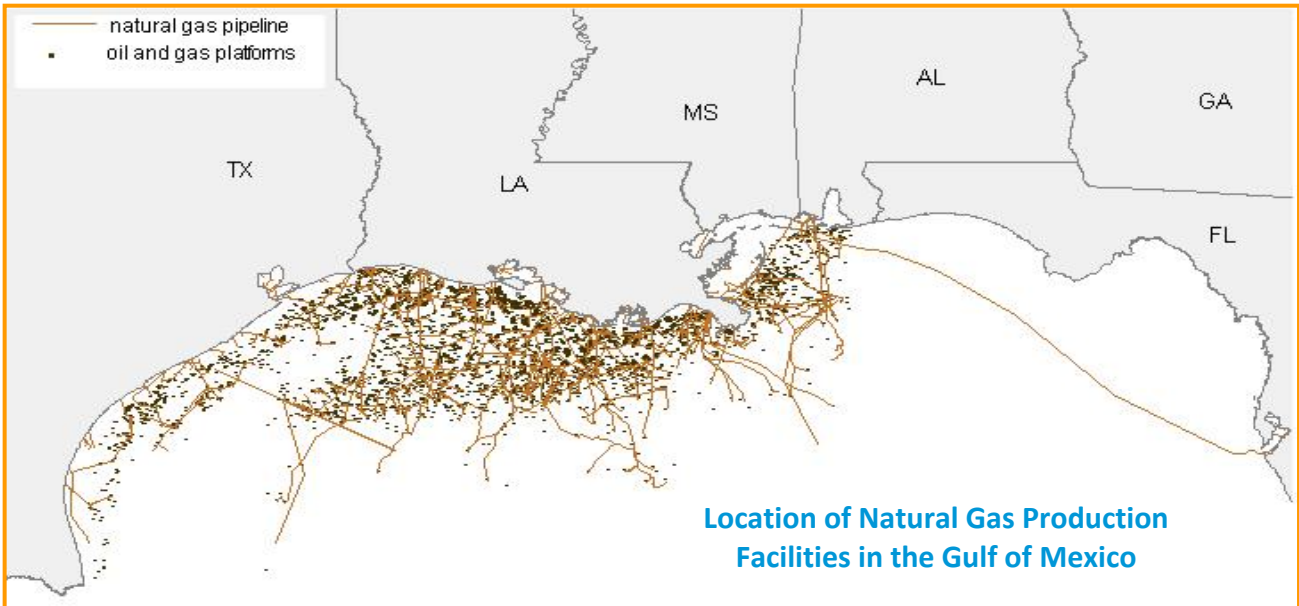 natural gas pipeline
oil and gas platforms
TX
LA
MS
AL
GA
FL
Location of Natural Gas Production
Facilities in the Gulf of Mexico